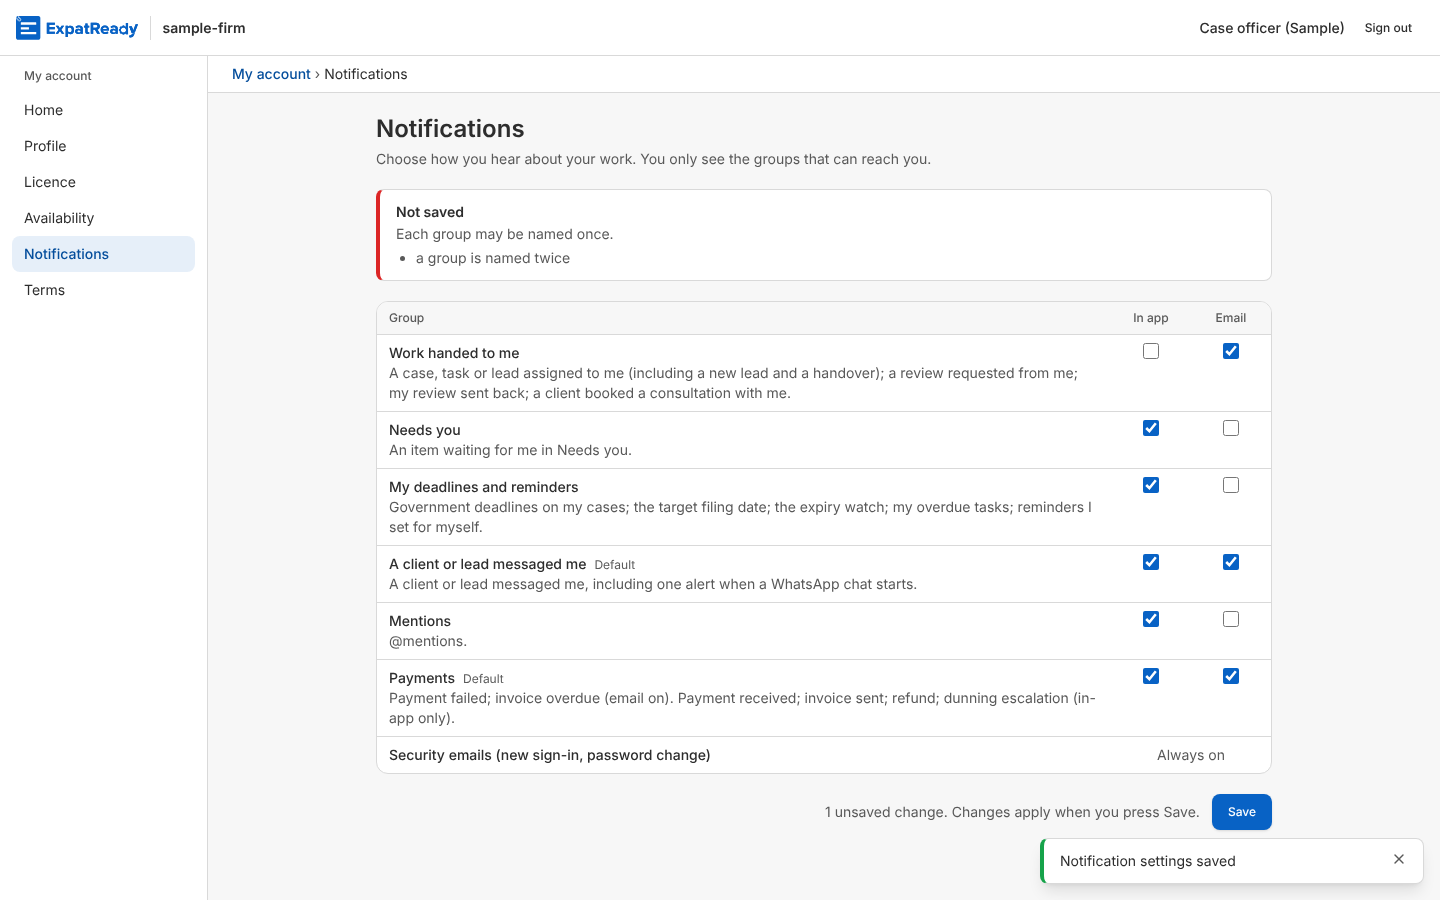 ExpatReady
sample-firm
Case officer (Sample)
Sign out
My account
Home
Profile
Licence
Availability
Notifications
Terms
My account › Notifications
Notifications
Choose how you hear about your work. You only see the groups that can reach you.
Not saved
Each group may be named once.
• a group is named twice
Group
In app
Email
Work handed to me
A case, task or lead assigned to me (including a new lead and a handover); a review requested from me;
my review sent back; a client booked a consultation with me.
Needs you
An item waiting for me in Needs you.
My deadlines and reminders
Government deadlines on my cases; the target filing date; the expiry watch; my overdue tasks; reminders I
set for myself.
A client or lead messaged me Default
A client or lead messaged me, including one alert when a WhatsApp chat starts.
Mentions
@mentions.
Payments Default
Payment failed; invoice overdue (email on). Payment received; invoice sent; refund; dunning escalation (in-
app only).
Security emails (new sign-in, password change)
Always on
1 unsaved change. Changes apply when you press Save.
Save
Notification settings saved